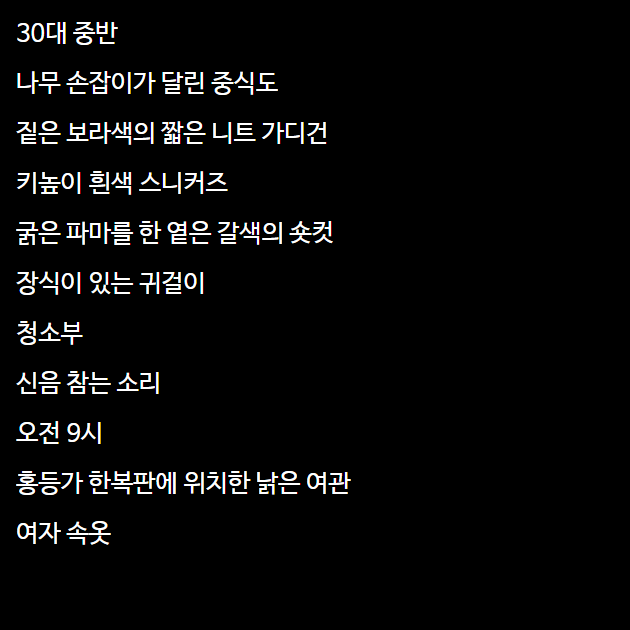 30대 중반
나무 손잡이가 달린 중식도
짙은 보라색의 짧은 니트 가디건
키높이 흰색 스니커즈
굵은 파마를 한 옅은 갈색의 숏컷
장식이 있는 귀걸이
청소부
신음 참는 소리
오전 9시
홍등가 한복판에 위치한 낡은 여관
여자 속옷